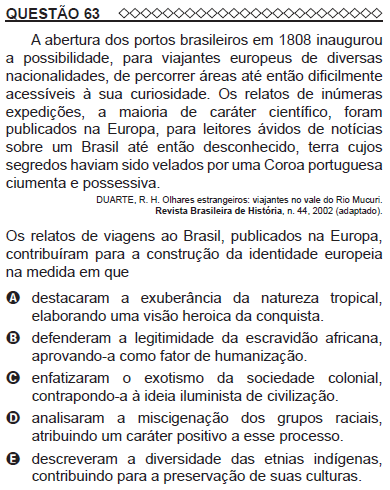 QUESTÃO 63
A abertura dos portos brasileiros em 1808 inaugurou
a possibilidade, para viajantes europeus de diversas
nacionalidades, de percorrer áreas até então dificilmente
acessíveis à sua curiosidade. Os relatos de inúmeras
expedições, a maioria de caráter científico, foram
publicados na Europa, para leitores ávidos de notícias
sobre um Brasil até então desconhecido, terra cujos
segredos haviam sido velados por uma Coroa portuguesa
ciumenta e possessiva.
DUARTE, R. H. Olhares estrangeiros: viajantes no vale do Rio Mucuri.
Revista Brasileira de História, n. 44, 2002 (adaptado).
Os relatos de viagens ao Brasil, publicados na Europa,
contribuíram para a construção da identidade europeia
na medida em que
A destacaram a exuberância da natureza tropical,
elaborando uma visão heroica da conquista.
B defenderam a legitimidade da escravidão africana,
aprovando-a como fator de humanização.
C enfatizaram o exotismo da sociedade colonial,
contrapondo-a à ideia iluminista de civilização.
D analisaram a miscigenação dos grupos raciais,
atribuindo um caráter positivo a esse processo.
E descreveram a diversidade das etnias indígenas,
contribuindo para a preservação de suas culturas.